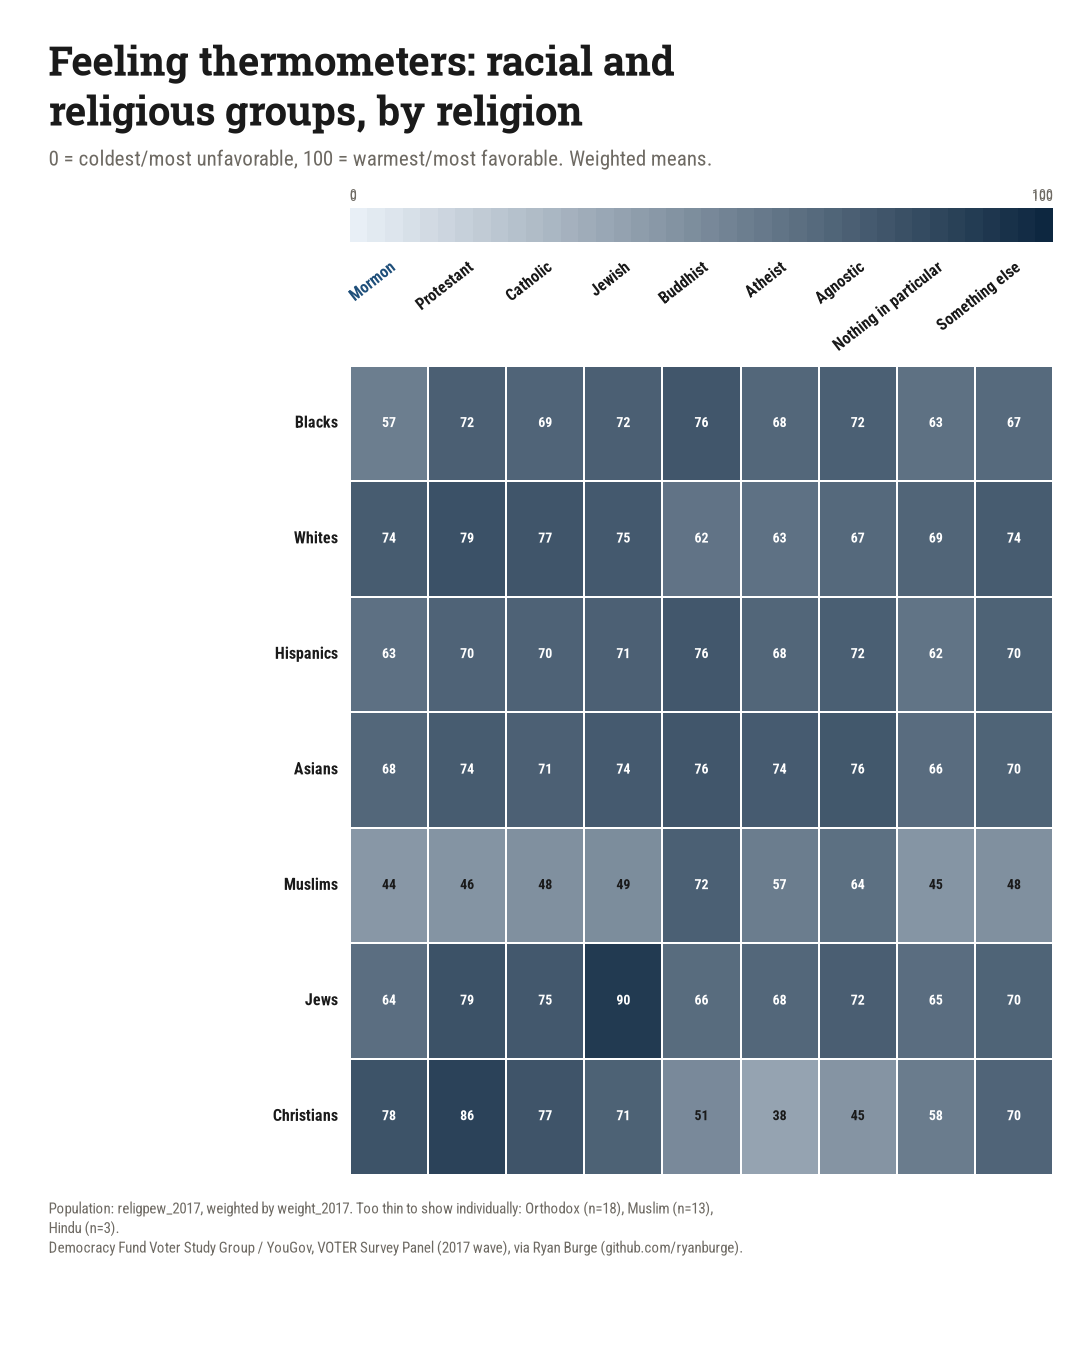 Feeling thermometers: racial and
religious groups, by religion
0 = coldest/most unfavorable, 100 = warmest/most favorable. Weighted means.
0 100
Mormon Protestant Catholic Jewish Buddhist Atheist Agnostic Nothing in particular Something else
Blacks 57 72 69 72 76 68 72 63 67
Whites 74 79 77 75 62 63 67 69 74
Hispanics 63 70 70 71 76 68 72 62 70
Asians 68 74 71 74 76 74 76 66 70
Muslims 44 46 48 49 72 57 64 45 48
Jews 64 79 75 90 66 68 72 65 70
Christians 78 86 77 71 51 38 45 58 70
Population: religpew_2017, weighted by weight_2017. Too thin to show individually: Orthodox (n=18), Muslim (n=13),
Hindu (n=3).
Democracy Fund Voter Study Group / YouGov, VOTER Survey Panel (2017 wave), via Ryan Burge (github.com/ryanburge).